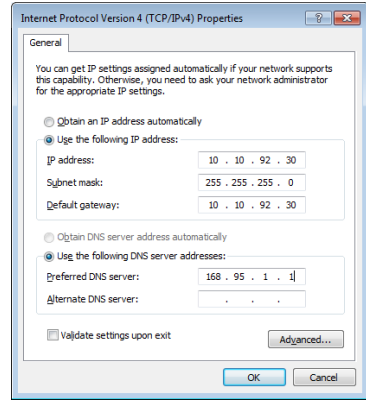 Internet Protocol Version 4 (TCP/IPv4) Properties
General
You can get IP settings assigned automatically if your network supports
this capability. Otherwise, you need to ask your network administrator
for the appropriate IP settings.
Obtain an IP address automatically
Use the following IP address:
IP address: 10 . 10 . 92 . 30
Subnet mask: 255 . 255 . 255 . 0
Default gateway: 10 . 10 . 92 . 30
Obtain DNS server address automatically
Use the following DNS server addresses:
Preferred DNS server: 168 . 95 . 1 . 1
Alternate DNS server: . . .
Validate settings upon exit
Advanced...
OK Cancel